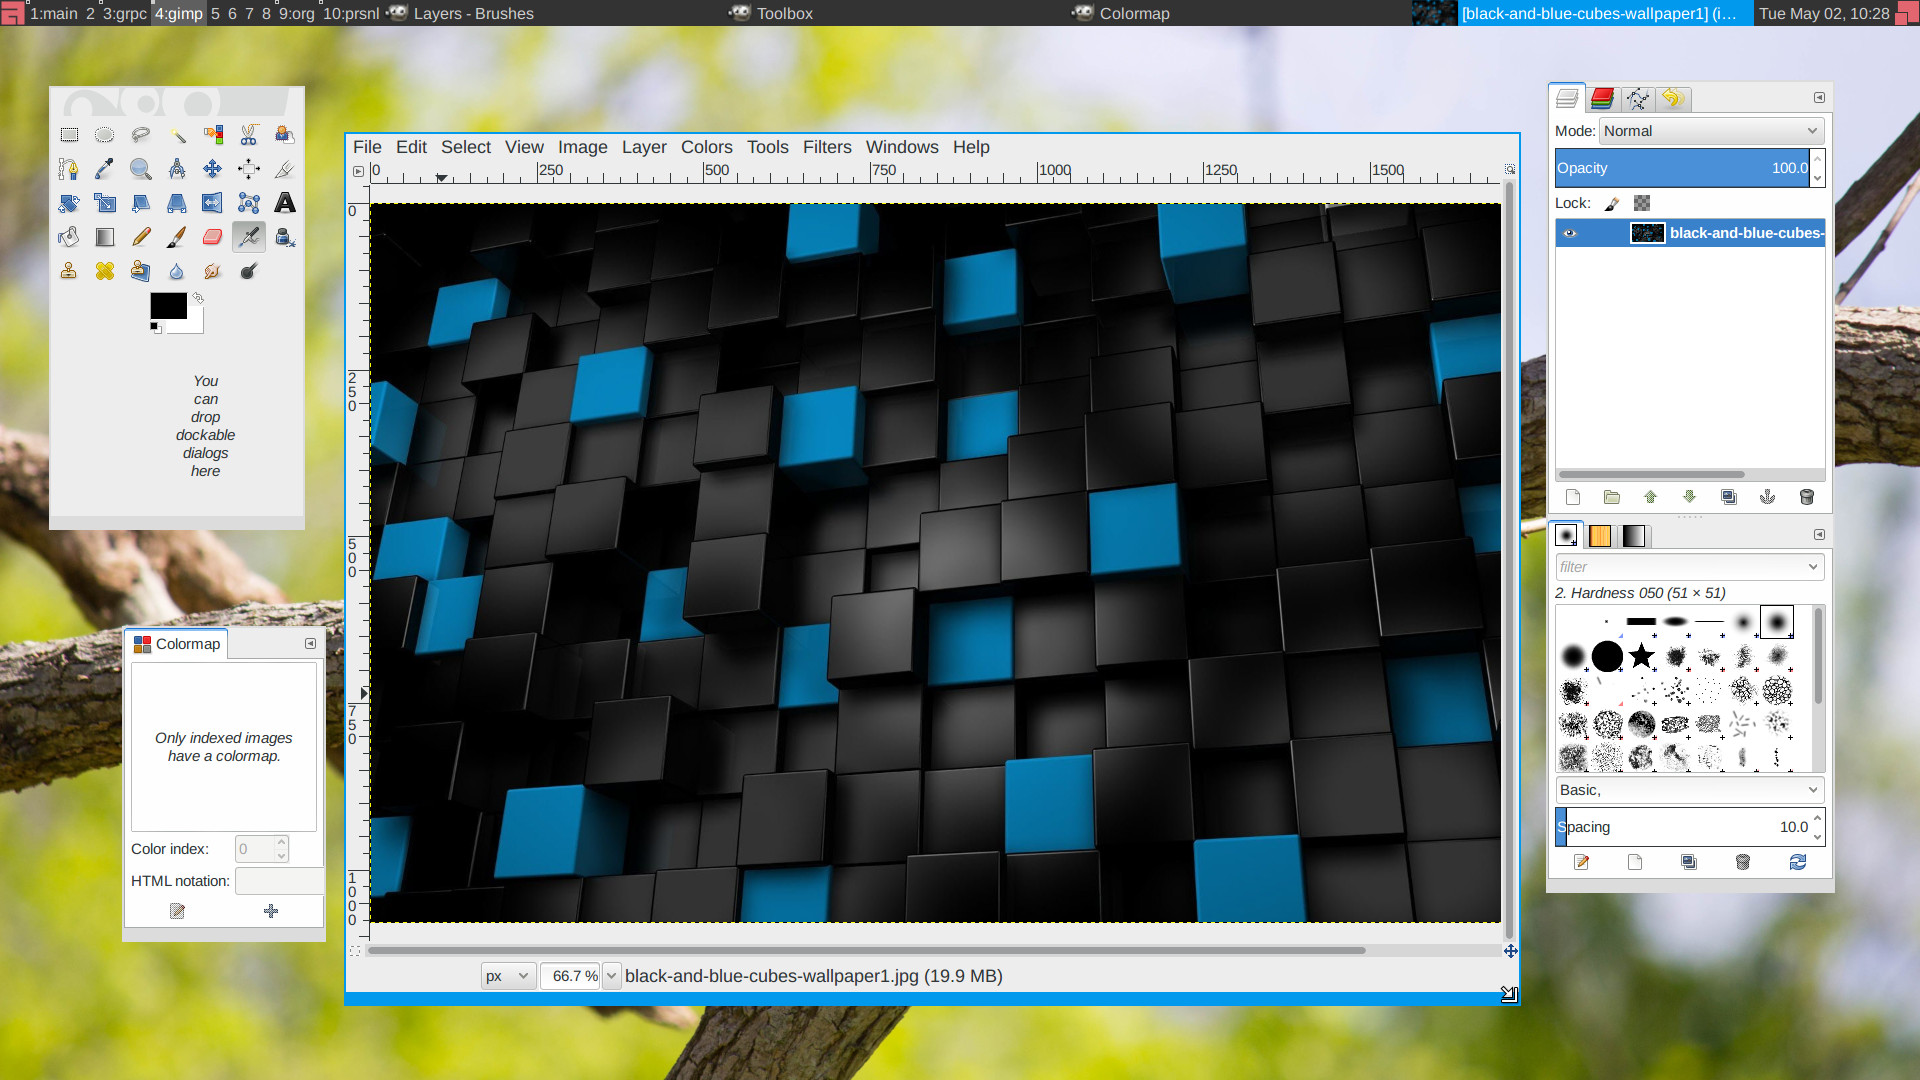 1:main 2 3:grpc 4:gimp 5 6 7 8 9:org 10:prsnl Layers - Brushes Toolbox Colormap [black-and-blue-cubes-wallpaper1] (i... Tue May 02, 10:28
You
can
drop
dockable
dialogs
here
Colormap
Only indexed images
have a colormap.
Color index: 0
HTML notation:
File Edit Select View Image Layer Colors Tools Filters Windows Help
0 250 500 750 1000 1250 1500
0
250
500
750
1000
px 66.7 % black-and-blue-cubes-wallpaper1.jpg (19.9 MB)
Mode: Normal
Opacity 100.0
Lock:
black-and-blue-cubes-
filter
2. Hardness 050 (51 × 51)
Basic,
Spacing 10.0